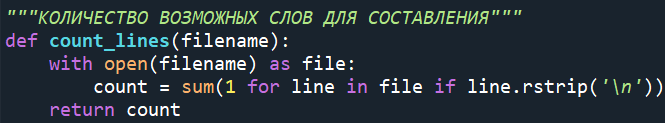 """КОЛИЧЕСТВО ВОЗМОЖНЫХ СЛОВ ДЛЯ СОСТАВЛЕНИЯ"""
def count_lines(filename):
    with open(filename) as file:
        count = sum(1 for line in file if line.rstrip('\n'))
    return count